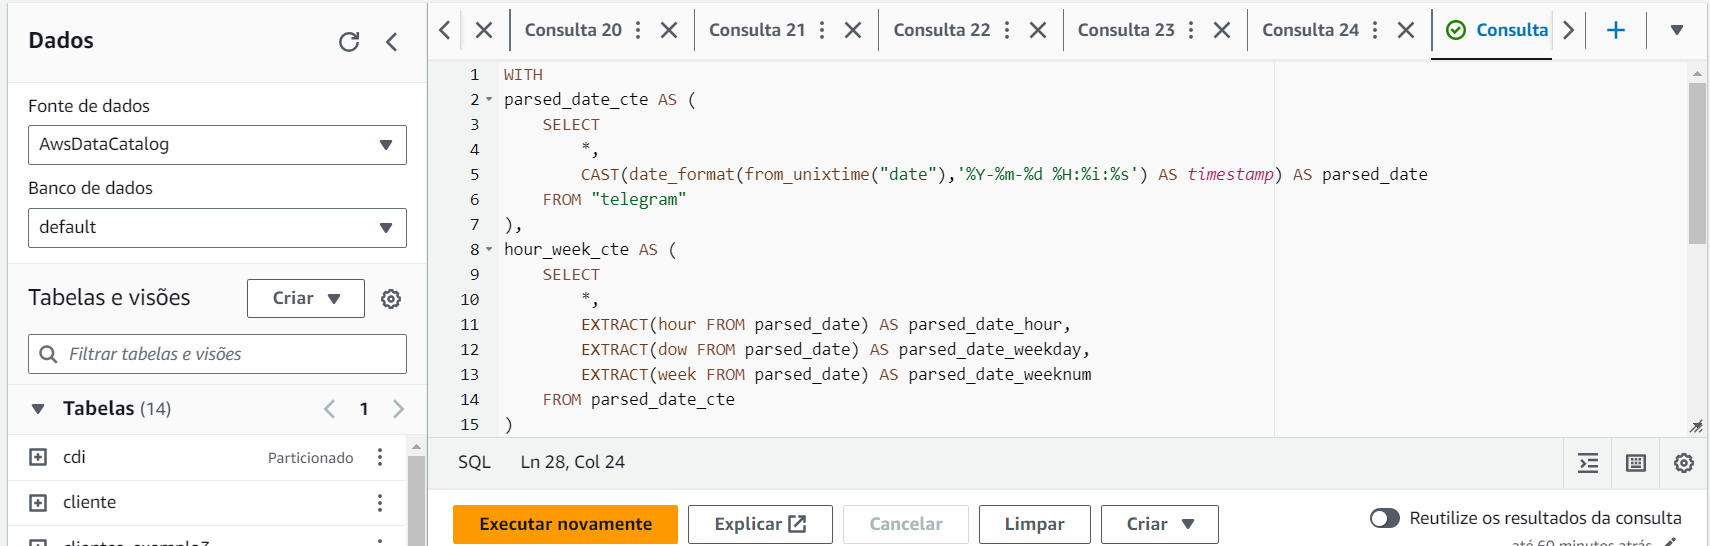 Dados
Fonte de dados
AwsDataCatalog
Banco de dados
default
Tabelas e visões
Criar
Filtrar tabelas e visões
Tabelas (14)
1
cdi
Particionado
cliente
Consulta 20
Consulta 21
Consulta 22
Consulta 23
Consulta 24
Consulta
1 WITH
2 parsed_date_cte AS (
3 SELECT
4 *,
5 CAST(date_format(from_unixtime("date"),'%Y-%m-%d %H:%i:%s') AS timestamp) AS parsed_date
6 FROM "telegram"
7 ),
8 hour_week_cte AS (
9 SELECT
10 *,
11 EXTRACT(hour FROM parsed_date) AS parsed_date_hour,
12 EXTRACT(dow FROM parsed_date) AS parsed_date_weekday,
13 EXTRACT(week FROM parsed_date) AS parsed_date_weeknum
14 FROM parsed_date_cte
15 )
SQL Ln 28, Col 24
Executar novamente
Explicar
Cancelar
Limpar
Criar
Reutilize os resultados da consulta
até 60 minutos atrás